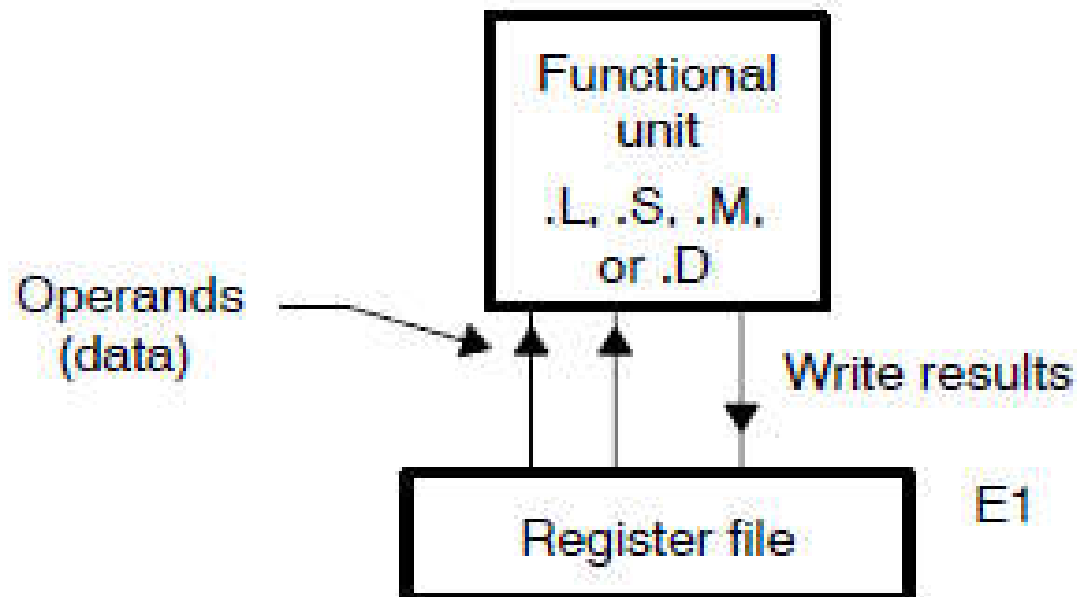 Functional
unit
.L, .S, .M,
or .D
Operands
(data)
Write results
Register file
E1